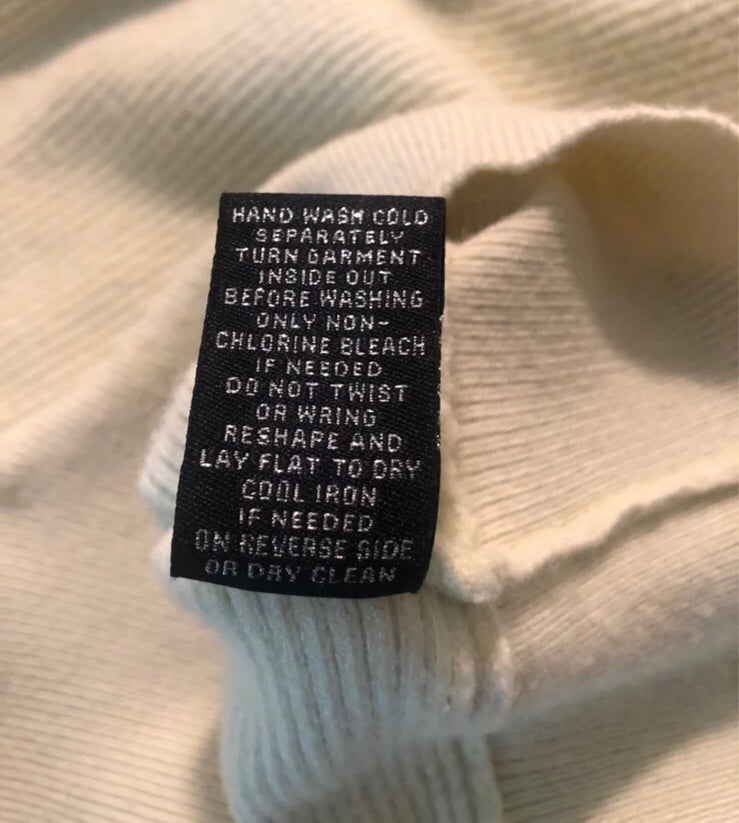 HAND WASH COLD
SEPARATELY
TURN GARMENT
INSIDE OUT
BEFORE WASHING
ONLY NON-
CHLORINE BLEACH
IF NEEDED
DO NOT TWIST
OR WRING
RESHAPE AND
LAY FLAT TO DRY
COOL IRON
IF NEEDED
ON REVERSE SIDE
OR DRY CLEAN